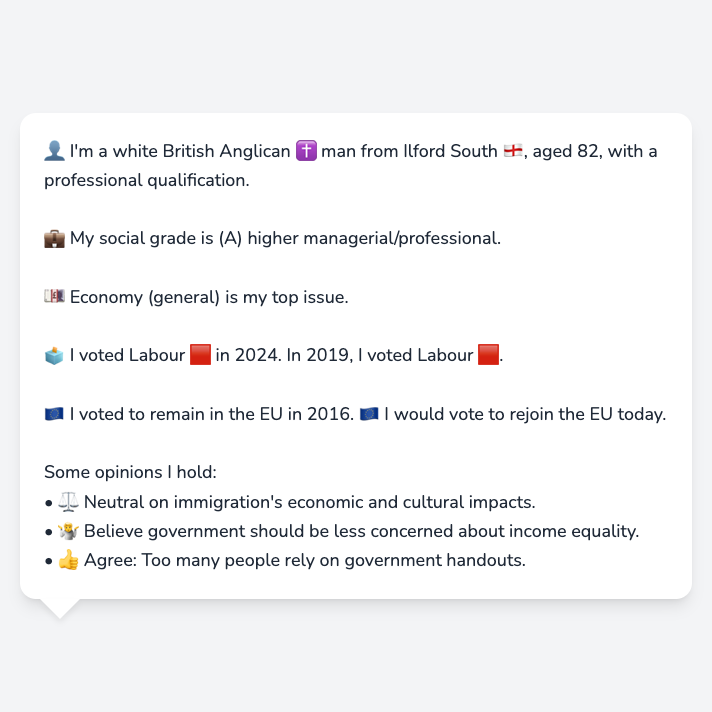 👤 I'm a white British Anglican ✝️ man from Ilford South 🏴󠁧󠁢󠁥󠁮󠁧󠁿, aged 82, with a
professional qualification.
💼 My social grade is (A) higher managerial/professional.
💷 Economy (general) is my top issue.
🗳️ I voted Labour 🟥 in 2024. In 2019, I voted Labour 🟥.
🇪🇺 I voted to remain in the EU in 2016. 🇪🇺 I would vote to rejoin the EU today.
Some opinions I hold:
• ⚖️ Neutral on immigration's economic and cultural impacts.
• 🤷 Believe government should be less concerned about income equality.
• 👍 Agree: Too many people rely on government handouts.